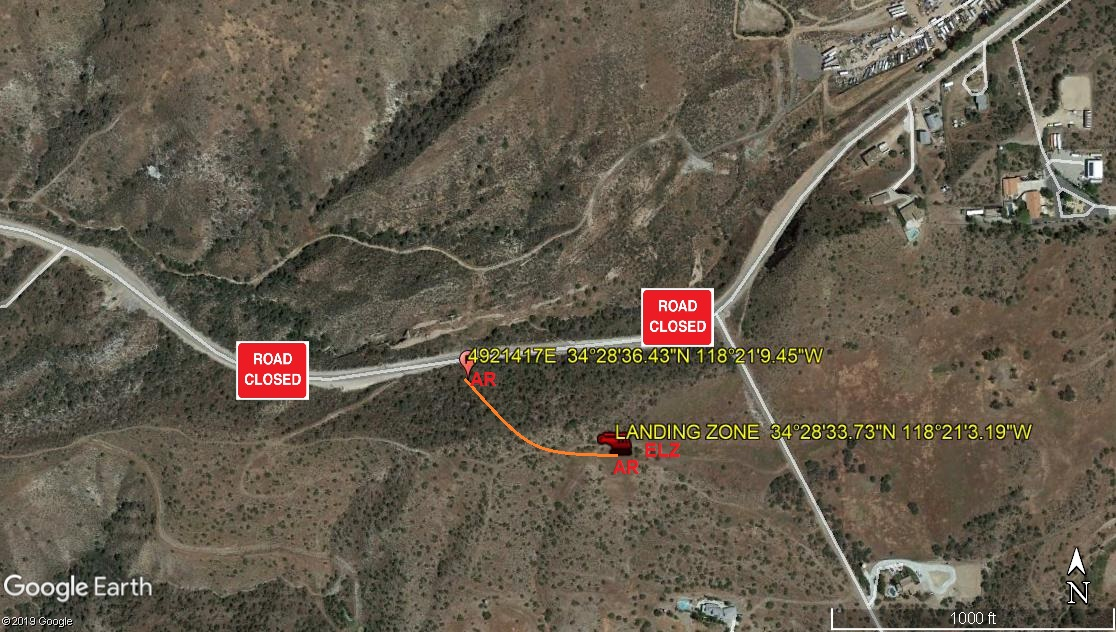 ROAD
CLOSED
ROAD
CLOSED
4921417E  34°28'36.43"N 118°21'9.45"W
AR
LANDING ZONE  34°28'33.73"N 118°21'3.19"W
ELZ
AR
Google Earth
©2019 Google
N
1000 ft